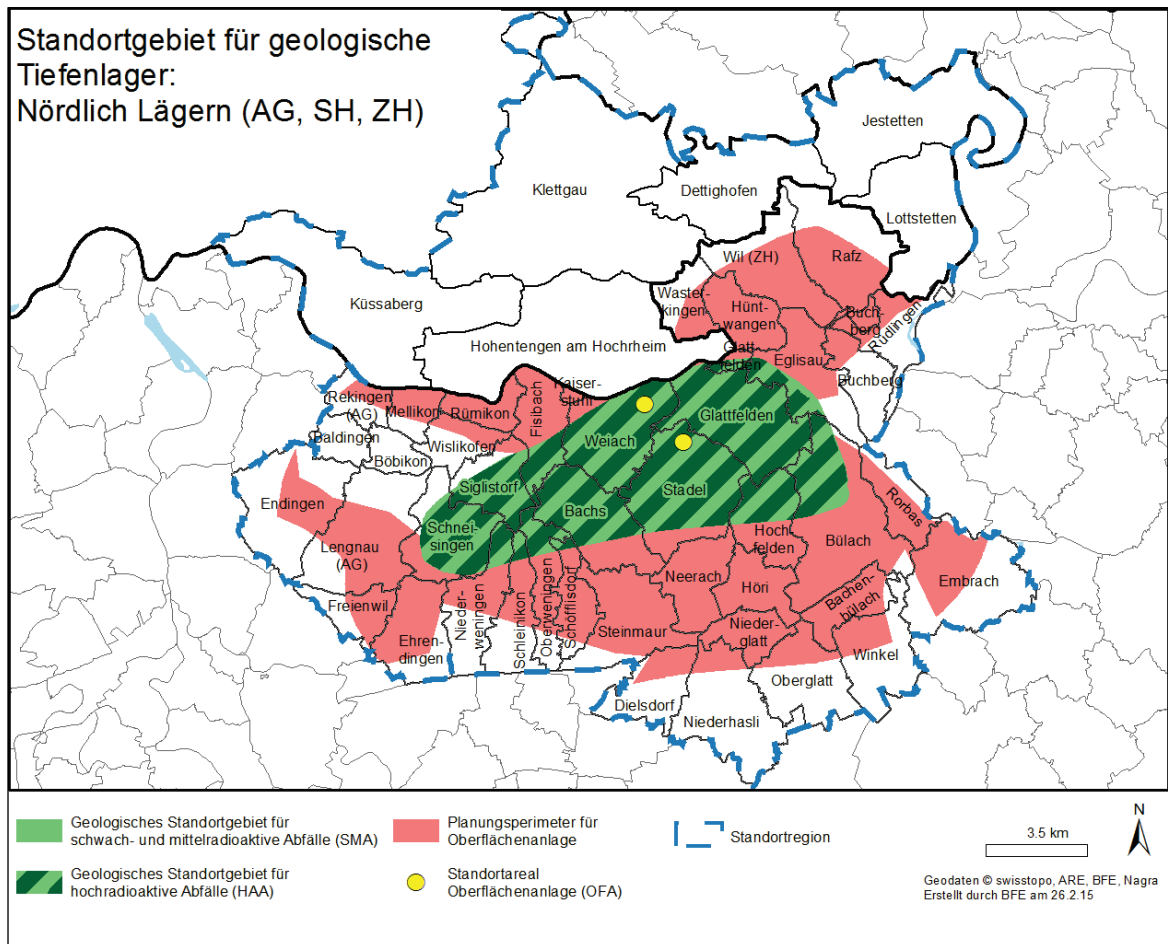 Standortgebiet für geologische
Tiefenlager:
Nördlich Lägern (AG, SH, ZH)
Jestetten
Klettgau
Dettighofen
Lottstetten
Wil (ZH)
Rafz
Küssaberg
Waster-
kingen
Hünt-
wangen
Buch-
berg
Rüdlingen
Hohentengen am Hochrhein
Glatt-
felden
Eglisau
Buchberg
Rekingen
(AG)
Mellikon
Rümikon
Fisibach
Kaiser-
stuhl
Glattfelden
Baldingen
Böbikon
Wislikofen
Weiach
Endingen
Siglistorf
Stadel
Bachs
Rorbas
Schnei-
singen
Hoch-
felden
Bülach
Lengnau
(AG)
Neerach
Höri
Embrach
Freienwil
Nieder-
weningen
Schleinikon
Oberweningen
Schöfflisdorf
Bachen-
bülach
Ehren-
dingen
Steinmaur
Nieder-
glatt
Winkel
Oberglatt
Dielsdorf
Niederhasli
Geologisches Standortgebiet für
schwach- und mittelradioaktive Abfälle (SMA)
Geologisches Standortgebiet für
hochradioaktive Abfälle (HAA)
Planungsperimeter für
Oberflächenanlage
Standortareal
Oberflächenanlage (OFA)
Standortregion
3.5 km
N
Geodaten © swisstopo, ARE, BFE, Nagra
Erstellt durch BFE am 26.2.15